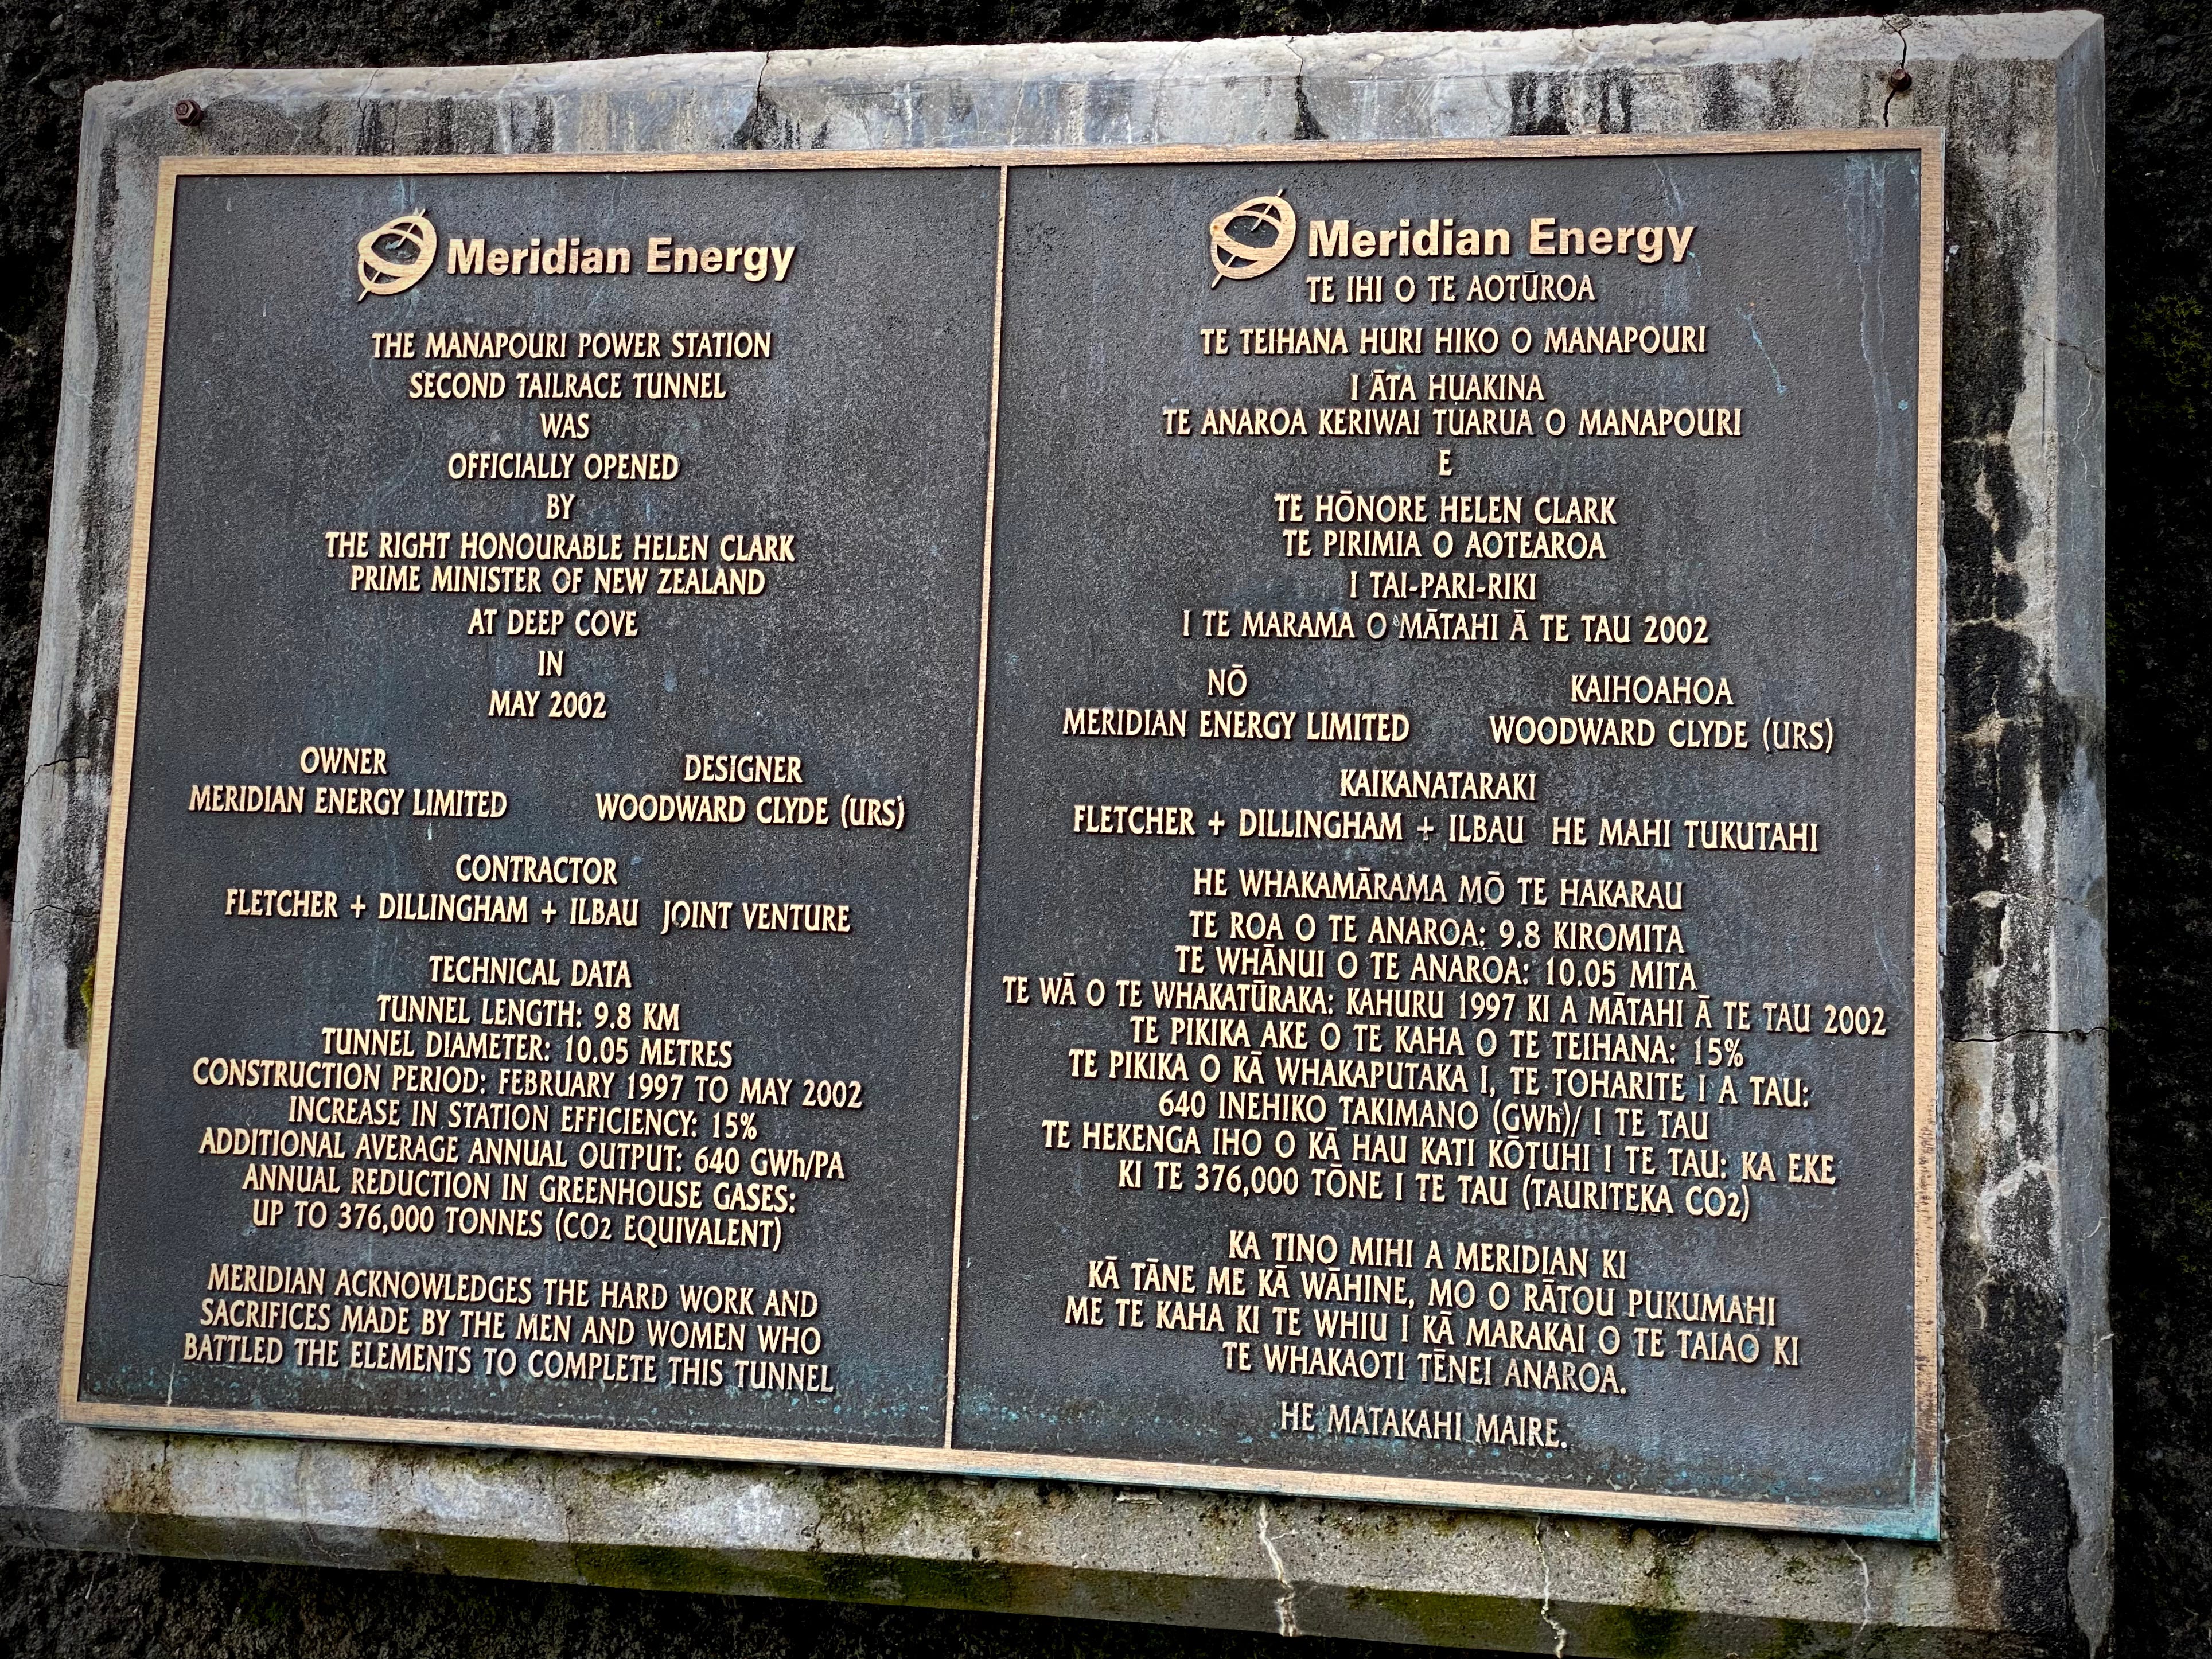 Meridian Energy
THE MANAPOURI POWER STATION
SECOND TAILRACE TUNNEL
WAS
OFFICIALLY OPENED
BY
THE RIGHT HONOURABLE HELEN CLARK
PRIME MINISTER OF NEW ZEALAND
AT DEEP COVE
IN
MAY 2002
OWNER DESIGNER
MERIDIAN ENERGY LIMITED WOODWARD CLYDE (URS)
CONTRACTOR
FLETCHER + DILLINGHAM + ILBAU JOINT VENTURE
TECHNICAL DATA
TUNNEL LENGTH: 9.8 KM
TUNNEL DIAMETER: 10.05 METRES
CONSTRUCTION PERIOD: FEBRUARY 1997 TO MAY 2002
INCREASE IN STATION EFFICIENCY: 15%
ADDITIONAL AVERAGE ANNUAL OUTPUT: 640 GWh/PA
ANNUAL REDUCTION IN GREENHOUSE GASES:
UP TO 376,000 TONNES (CO2 EQUIVALENT)
MERIDIAN ACKNOWLEDGES THE HARD WORK AND
SACRIFICES MADE BY THE MEN AND WOMEN WHO
BATTLED THE ELEMENTS TO COMPLETE THIS TUNNEL
Meridian Energy
TE IHI O TE AOTŪROA
TE TEIHANA HURI HIKO O MANAPOURI
I ĀTA HUAKINA
TE ANAROA KERIWAI TUARUA O MANAPOURI
E
TE HŌNORE HELEN CLARK
TE PIRIMIA O AOTEAROA
I TAI-PARI-RIKI
I TE MARAMA O MĀTAHI Ā TE TAU 2002
NŌ KAIHOAHOA
MERIDIAN ENERGY LIMITED WOODWARD CLYDE (URS)
KAIKANATARAKI
FLETCHER + DILLINGHAM + ILBAU HE MAHI TUKUTAHI
HE WHAKAMĀRAMA MŌ TE HAKARAU
TE ROA O TE ANAROA: 9.8 KIROMITA
TE WHĀNUI O TE ANAROA: 10.05 MITA
TE WĀ O TE WHAKATŪRAKA: KAHURU 1997 KI A MĀTAHI Ā TE TAU 2002
TE PIKIKA AKE O TE KAHA O TE TEIHANA: 15%
TE PIKIKA O KĀ WHAKAPUTAKA I, TE TOHARITE I A TAU:
640 INEHIKO TAKIMANO (GWh)/ I TE TAU
TE HEKENGA IHO O KĀ HAU KATI KŌTUHI I TE TAU: KA EKE
KI TE 376,000 TŌNE I TE TAU (TAURITEKA CO2)
KA TINO MIHI A MERIDIAN KI
KĀ TĀNE ME KĀ WĀHINE, MO O RĀTOU PUKUMAHI
ME TE KAHA KI TE WHIU I KĀ MARAKAI O TE TAIAO KI
TE WHAKAOTI TĒNEI ANAROA.
HE MATAKAHI MAIRE.